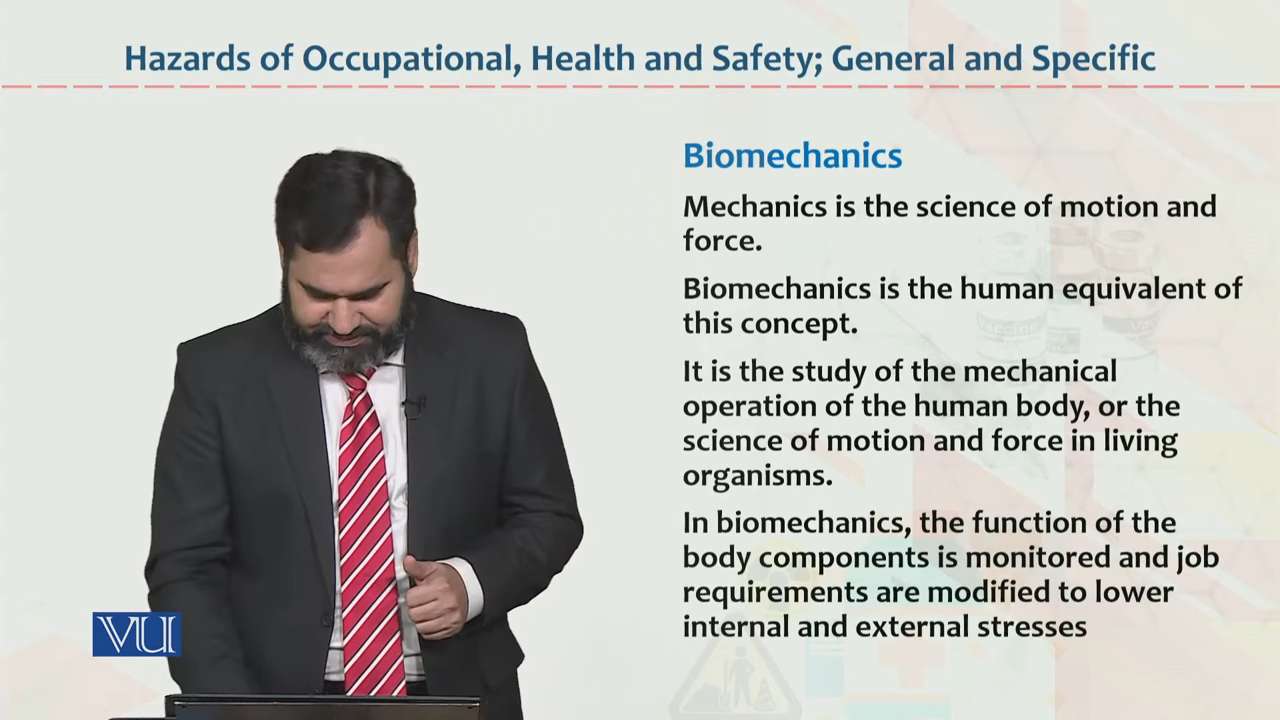 Hazards of Occupational, Health and Safety; General and Specific
Biomechanics
Mechanics is the science of motion and
force.
Biomechanics is the human equivalent of
this concept.
It is the study of the mechanical
operation of the human body, or the
science of motion and force in living
organisms.
In biomechanics, the function of the
body components is monitored and job
requirements are modified to lower
internal and external stresses
VU
Vaccine